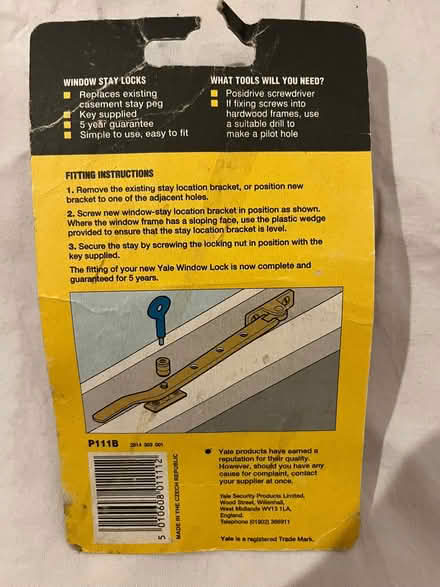 WINDOW STAY LOCKS
Replaces existing
casement stay peg
Key supplied
5 year guarantee
Simple to use, easy to fit
WHAT TOOLS WILL YOU NEED?
Posidrive screwdriver
If fixing screws into
hardwood frames, use
a suitable drill to
make a pilot hole
FITTING INSTRUCTIONS
1. Remove the existing stay location bracket, or position new
bracket to one of the adjacent holes.
2. Screw new window-stay location bracket in position as shown.
Where the window frame has a sloping face, use the plastic wedge
provided to ensure that the stay location bracket is level.
3. Secure the stay by screwing the locking nut in position with the
key supplied.
The fitting of your new Yale Window Lock is now complete and
guaranteed for 5 years.
P111B 2814 003 001
5 010608 011112
MADE IN THE CZECH REPUBLIC
Yale products have earned a
reputation for their quality.
However, should you have any
cause for complaint, contact
your supplier at once.
Yale Security Products Limited,
Wood Street, Willenhall,
West Midlands WV13 1LA,
England.
Telephone (01902) 366911
Yale is a registered Trade Mark.